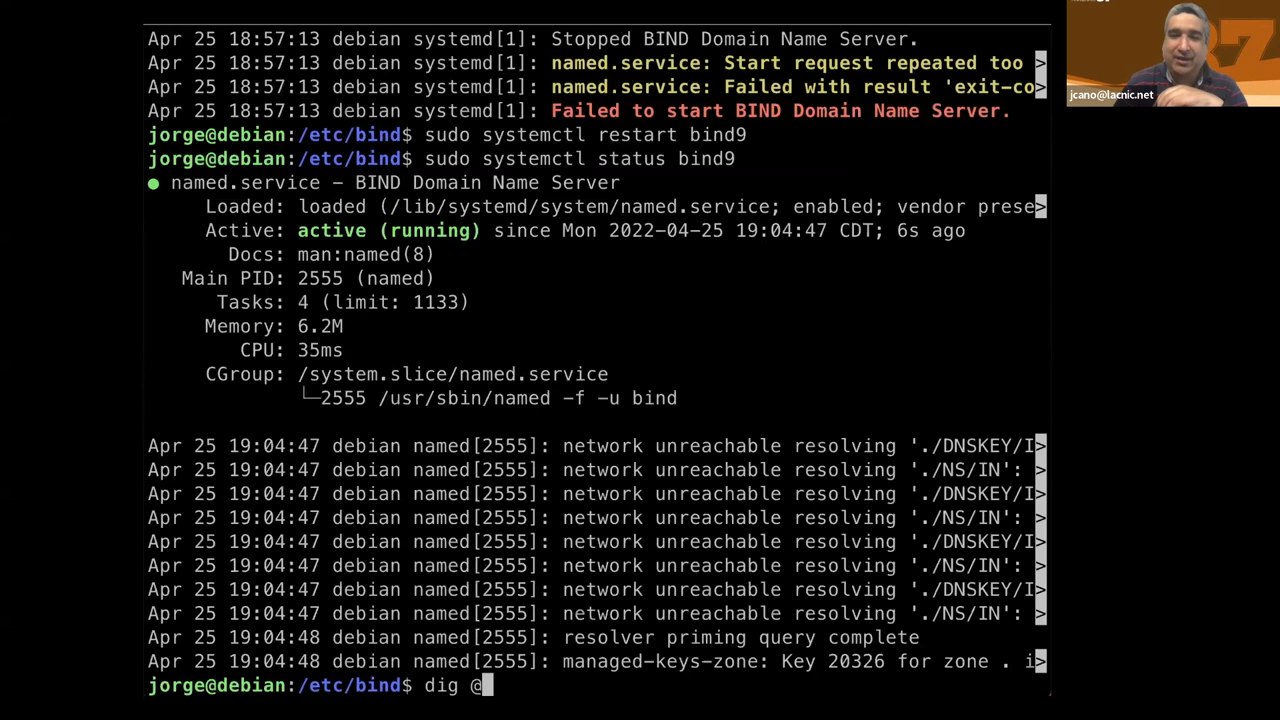 Apr 25 18:57:13 debian systemd[1]: Stopped BIND Domain Name Server.
Apr 25 18:57:13 debian systemd[1]: named.service: Start request repeated too >
Apr 25 18:57:13 debian systemd[1]: named.service: Failed with result 'exit-co>
Apr 25 18:57:13 debian systemd[1]: Failed to start BIND Domain Name Server.
jorge@debian:/etc/bind$ sudo systemctl restart bind9
jorge@debian:/etc/bind$ sudo systemctl status bind9
● named.service - BIND Domain Name Server
Loaded: loaded (/lib/systemd/system/named.service; enabled; vendor prese>
Active: active (running) since Mon 2022-04-25 19:04:47 CDT; 6s ago
Docs: man:named(8)
Main PID: 2555 (named)
Tasks: 4 (limit: 1133)
Memory: 6.2M
CPU: 35ms
CGroup: /system.slice/named.service
└─2555 /usr/sbin/named -f -u bind
Apr 25 19:04:47 debian named[2555]: network unreachable resolving './DNSKEY/I>
Apr 25 19:04:47 debian named[2555]: network unreachable resolving './NS/IN': >
Apr 25 19:04:47 debian named[2555]: network unreachable resolving './DNSKEY/I>
Apr 25 19:04:47 debian named[2555]: network unreachable resolving './NS/IN': >
Apr 25 19:04:47 debian named[2555]: network unreachable resolving './DNSKEY/I>
Apr 25 19:04:47 debian named[2555]: network unreachable resolving './NS/IN': >
Apr 25 19:04:47 debian named[2555]: network unreachable resolving './DNSKEY/I>
Apr 25 19:04:47 debian named[2555]: network unreachable resolving './NS/IN': >
Apr 25 19:04:48 debian named[2555]: resolver priming query complete
Apr 25 19:04:48 debian named[2555]: managed-keys-zone: Key 20326 for zone . i>
jorge@debian:/etc/bind$ dig @
jcano@lacnic.net